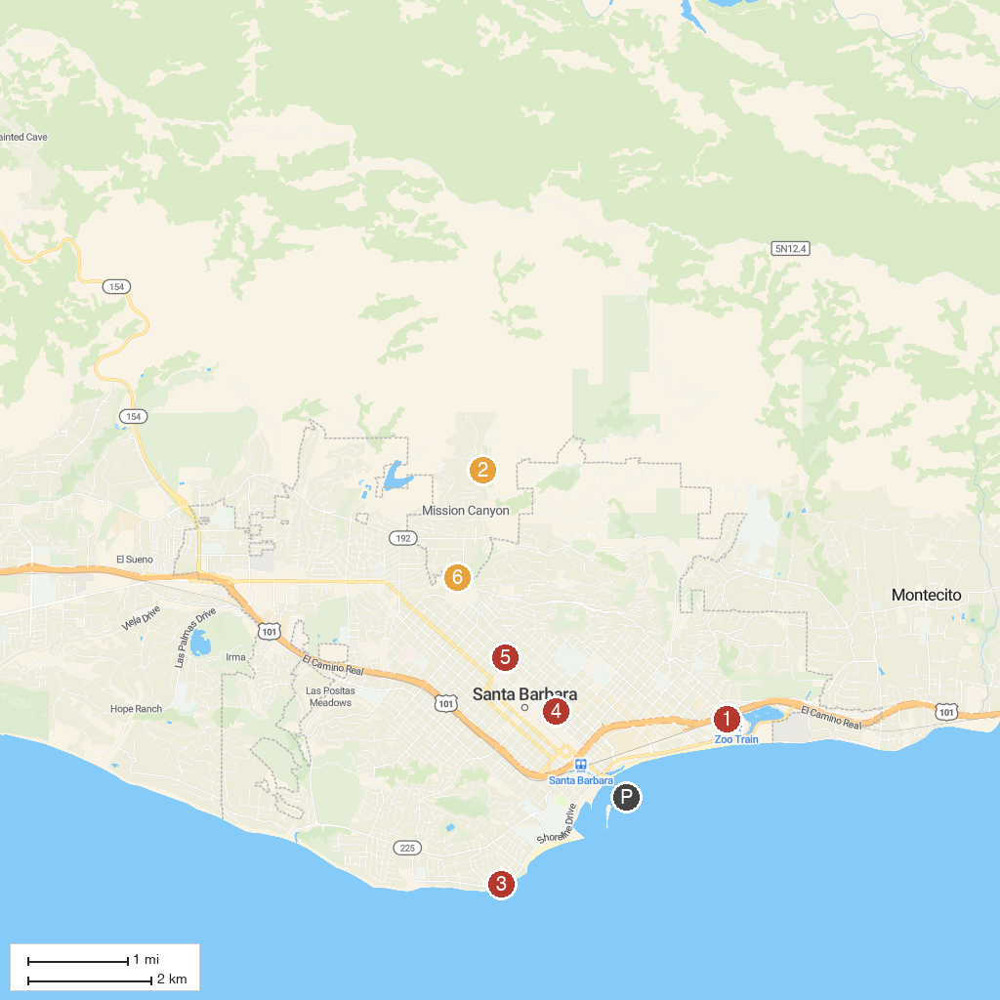 ainted Cave
5N12.4
154
154
2
Mission Canyon
192
El Sueno
6
Montecito
Veja Drive
Las Palmas Drive
101
Irma
5
El Camino Real
Las Positas
Meadows
Santa Barbara
101
4
Hope Ranch
1
El Camino Real
101
Zoo Train
Santa Barbara
P
Shoreline Drive
225
3
1 mi
2 km